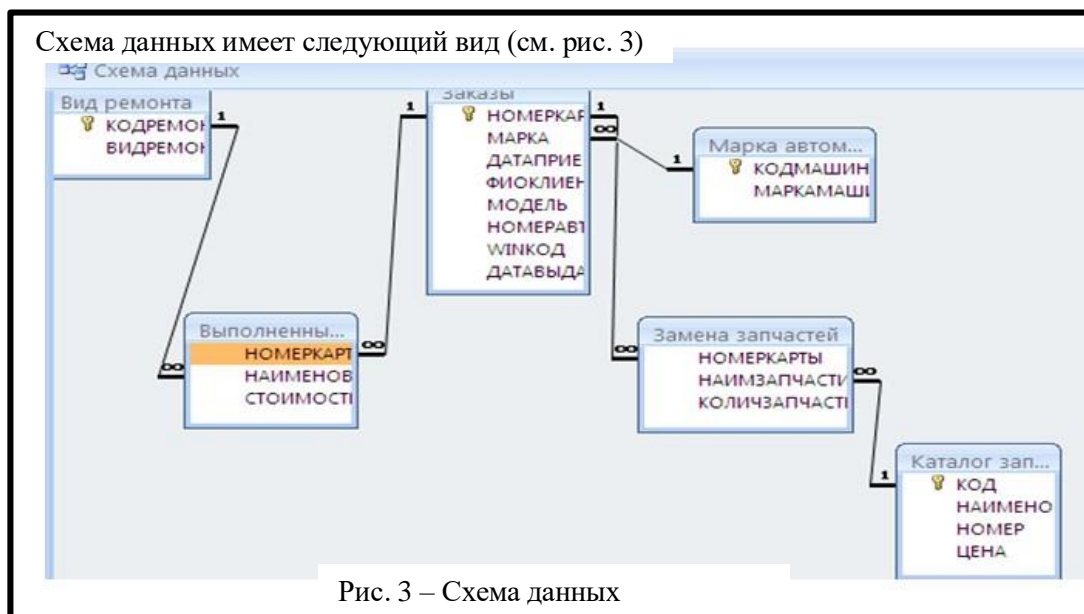 Схема данных имеет следующий вид (см. рис. 3)
Схема данных
Вид ремонта
КОДРЕМОН
ВИДРЕМОН
1
Заказы
НОМЕРКАР
МАРКА
ДАТАПРИЕ
ФИОКЛИЕН
МОДЕЛЬ
НОМЕРАВТ
WINКОД
ДАТАВЫДА
1
1
∞
Марка автом...
КОДМАШИН
МАРКАМАШИ
1
Выполненны...
НОМЕРКАРТ
НАИМЕНОВ
СТОИМОСТІ
∞
∞
Замена запчастей
НОМЕРКАРТЫ
НАИМЗАПЧАСТИ
КОЛИЧЗАПЧАСТІ
∞
∞
Каталог зап...
КОД
НАИМЕНО
НОМЕР
ЦЕНА
1
Рис. 3 – Схема данных